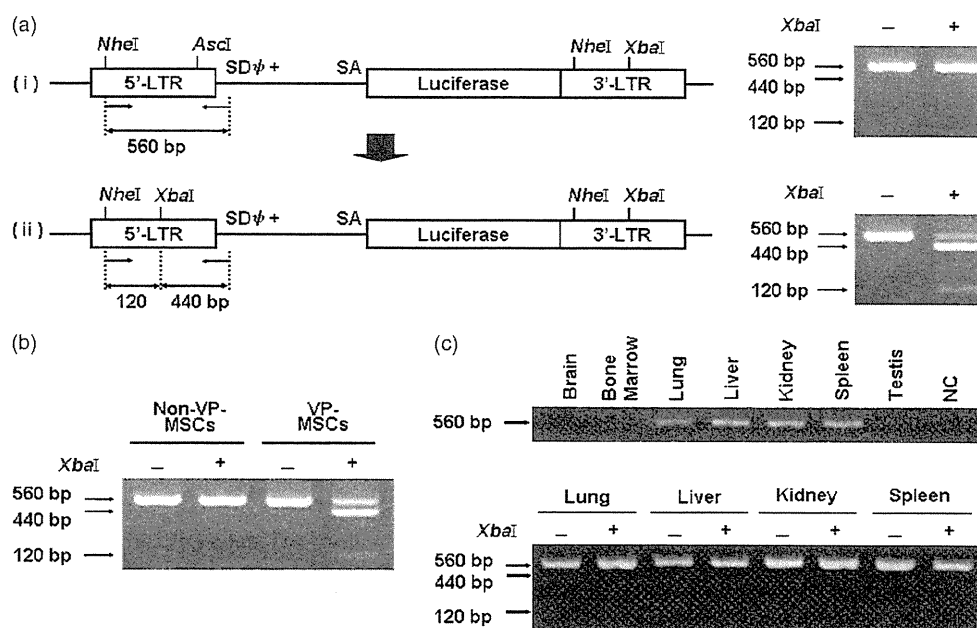 (a)
NheI AscI SDψ + SA NheI XbaI
(i) 5'-LTR Luciferase 3'-LTR
560 bp
XbaI − +
560 bp
440 bp
120 bp
NheI XbaI SDψ + SA NheI XbaI
(ii) 5'-LTR Luciferase 3'-LTR
120 440 bp
XbaI − +
560 bp
440 bp
120 bp
(b)
Non-VP-MSCs VP-MSCs
XbaI − + − +
560 bp
440 bp
120 bp
(c)
Brain Bone Marrow Lung Liver Kidney Spleen Testis NC
560 bp
Lung Liver Kidney Spleen
XbaI − + − + − + − +
560 bp
440 bp
120 bp